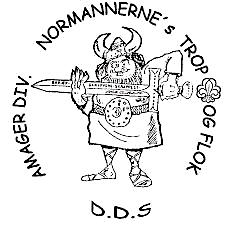 AMAGER DIV.
NORMANNERNE's TROP
OG FLOK
D.D.S